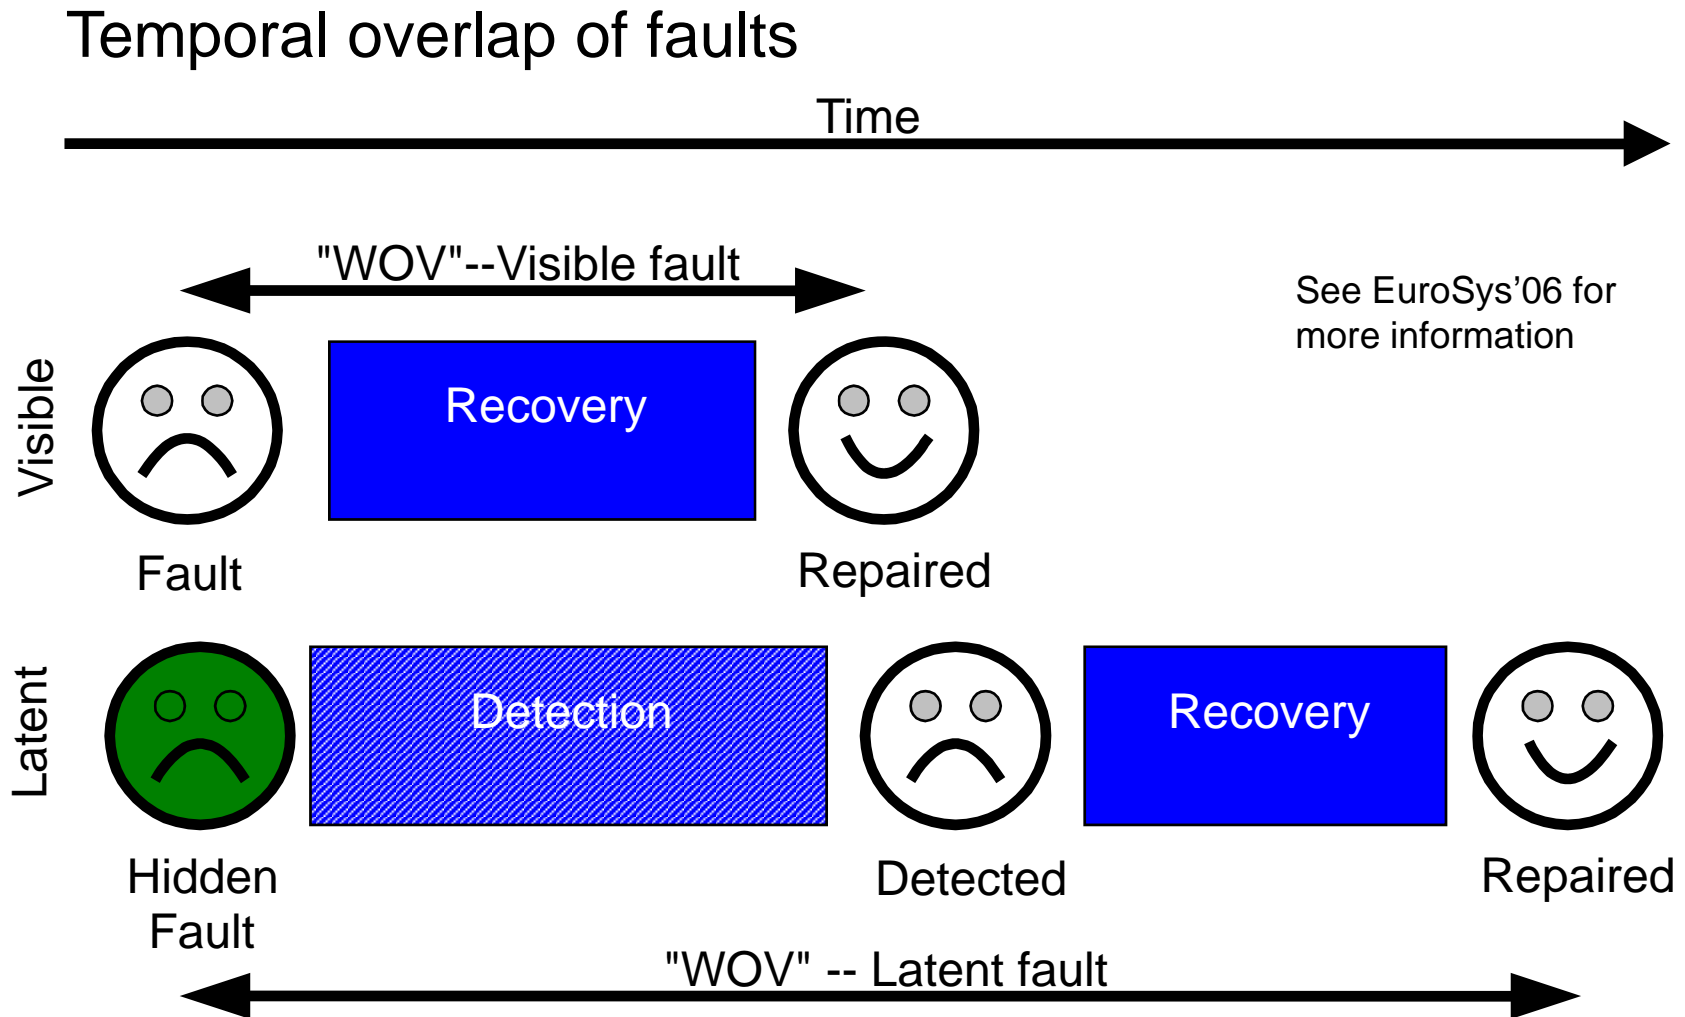 Temporal overlap of faults
Time
"WOV"--Visible fault
See EuroSys’06 for
more information
Visible
Recovery
Fault
Repaired
Latent
Detection
Recovery
Hidden
Fault
Detected
Repaired
"WOV" -- Latent fault